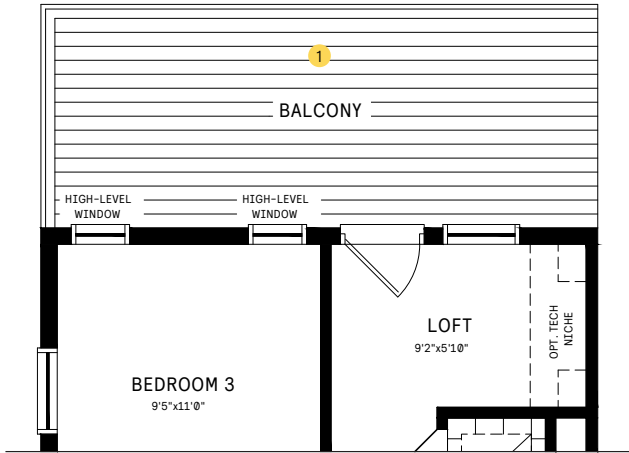 1
BALCONY
HIGH-LEVEL
WINDOW
HIGH-LEVEL
WINDOW
LOFT
9'2"x5'10"
OPT. TECH
NICHE
BEDROOM 3
9'5"x11'0"